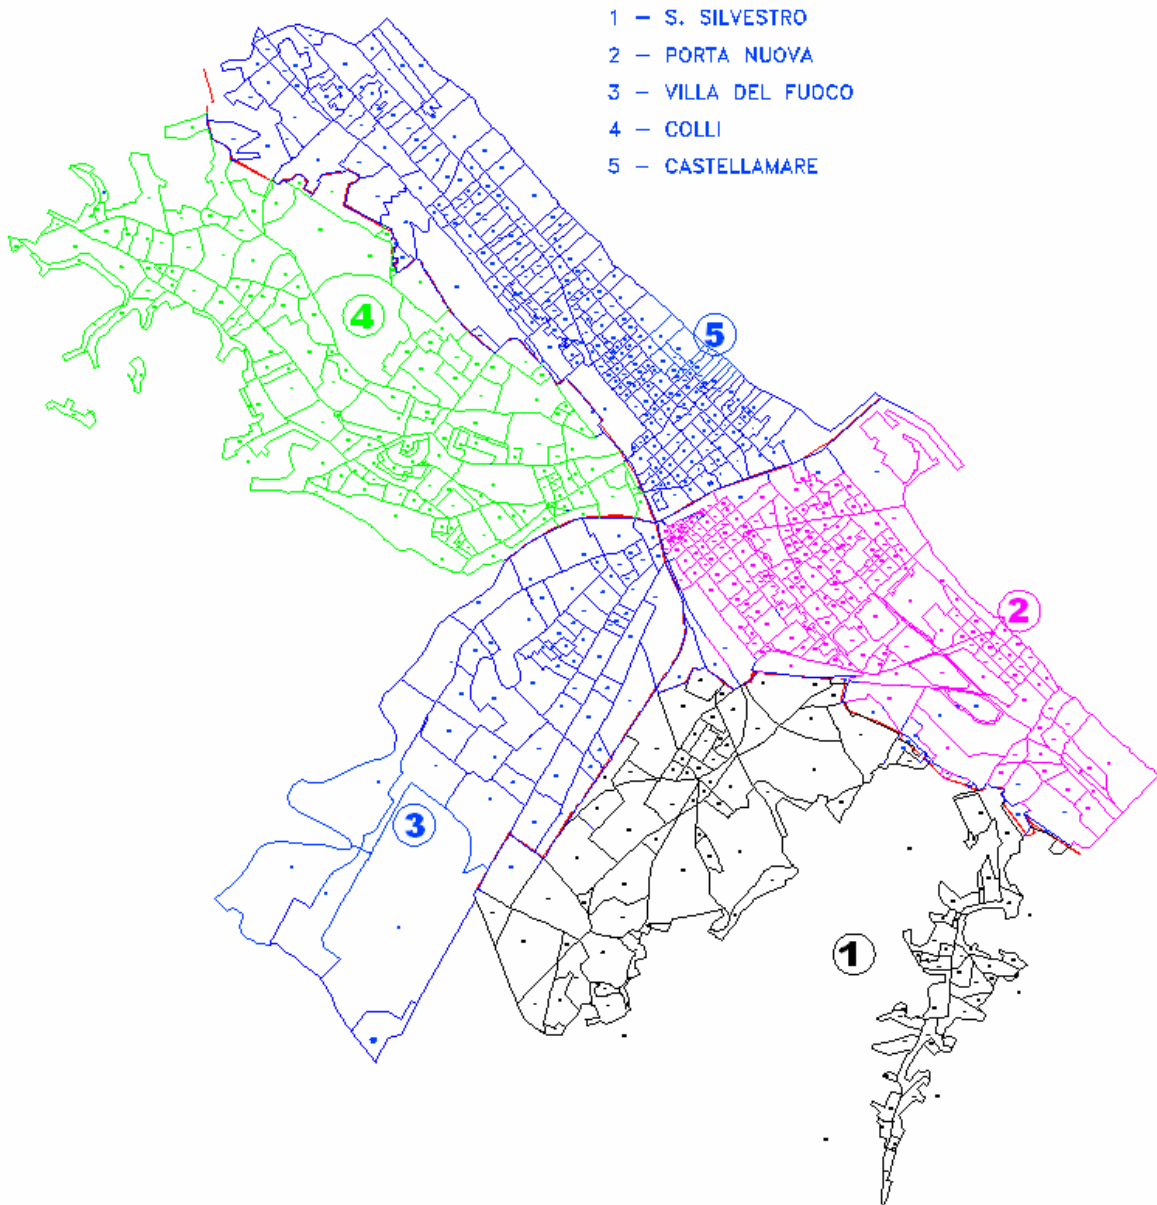 1 – S. SILVESTRO
2 – PORTA NUOVA
3 – VILLA DEL FUOCO
4 – COLLI
5 – CASTELLAMARE
4
5
2
3
1